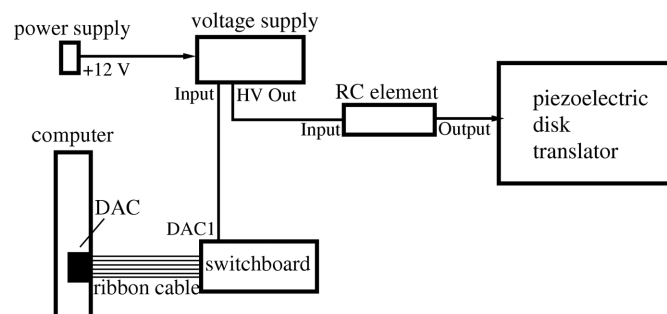 voltage supply
power supply
+12 V
Input
HV Out
RC element
Input
Output
piezoelectric
disk
translator
computer
DAC
DAC1
switchboard
ribbon cable